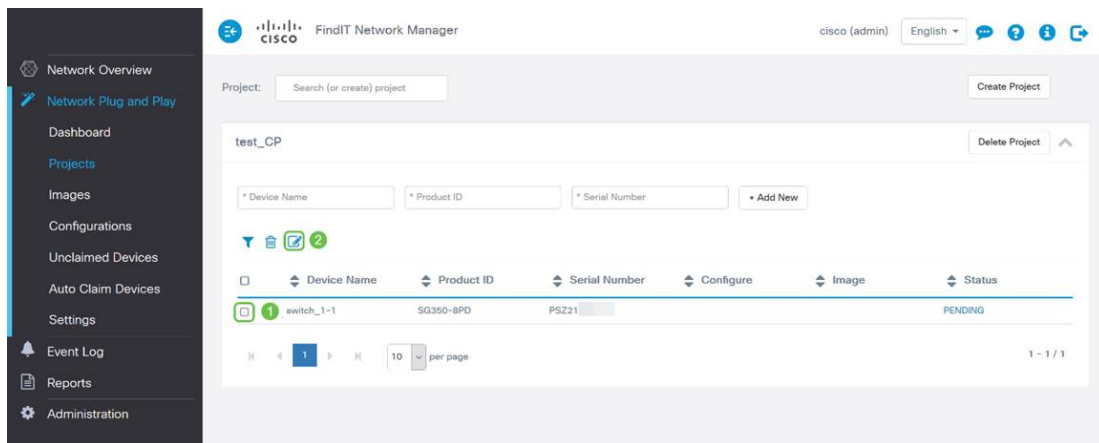 CISCO FindIT Network Manager cisco (admin) English
Network Overview
Network Plug and Play
Dashboard
Projects
Images
Configurations
Unclaimed Devices
Auto Claim Devices
Settings
Event Log
Reports
Administration
Project: Search (or create) project Create Project
test_CP Delete Project
* Device Name * Product ID * Serial Number + Add New
2
Device Name Product ID Serial Number Configure Image Status
1 switch_1-1 SG350-8PD PSZ21 PENDING
1 10 per page 1 - 1 / 1